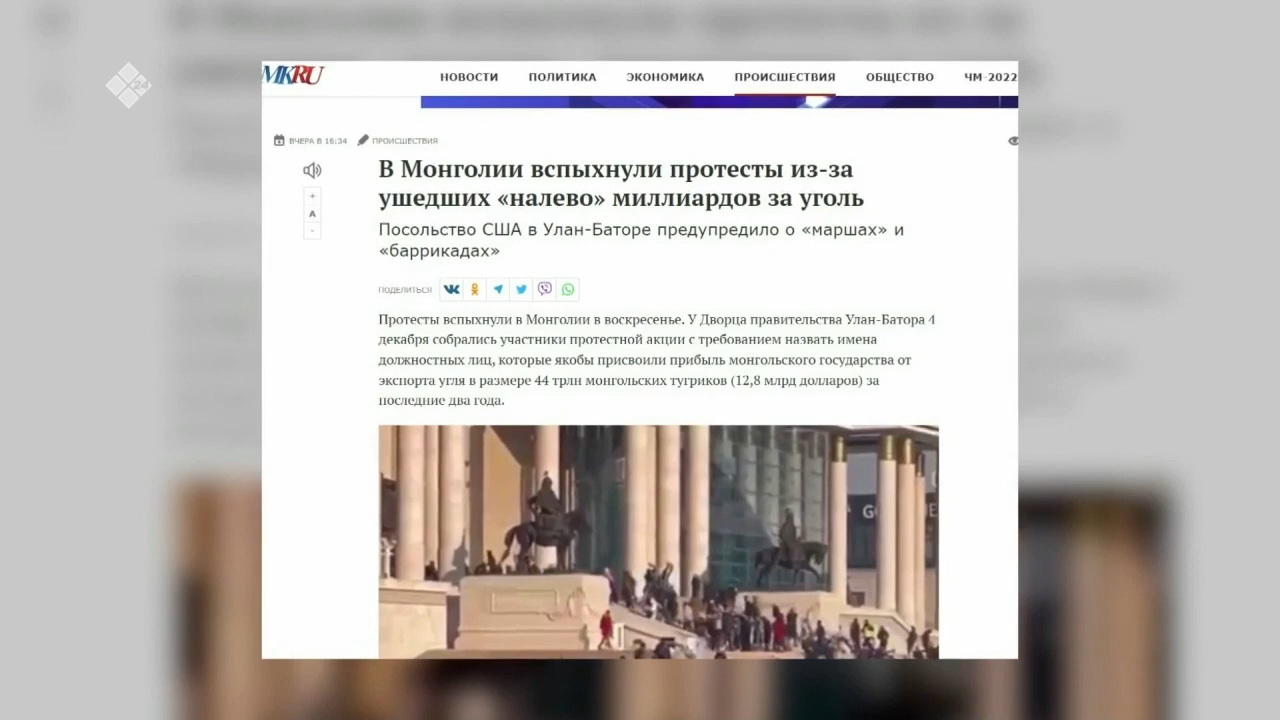 24
MKRU
НОВОСТИ ПОЛИТИКА ЭКОНОМИКА ПРОИСШЕСТВИЯ ОБЩЕСТВО ЧМ-2022
ВЧЕРА В 16:34 ПРОИСШЕСТВИЯ
В Монголии вспыхнули протесты из-за
ушедших «налево» миллиардов за уголь
+
A
-
Посольство США в Улан-Баторе предупредило о «маршах» и
«баррикадах»
ПОДЕЛИТЬСЯ
Протесты вспыхнули в Монголии в воскресенье. У Дворца правительства Улан-Батора 4
декабря собрались участники протестной акции с требованием назвать имена
должностных лиц, которые якобы присвоили прибыль монгольского государства от
экспорта угля в размере 44 трлн монгольских тугриков (12,8 млрд долларов) за
последние два года.